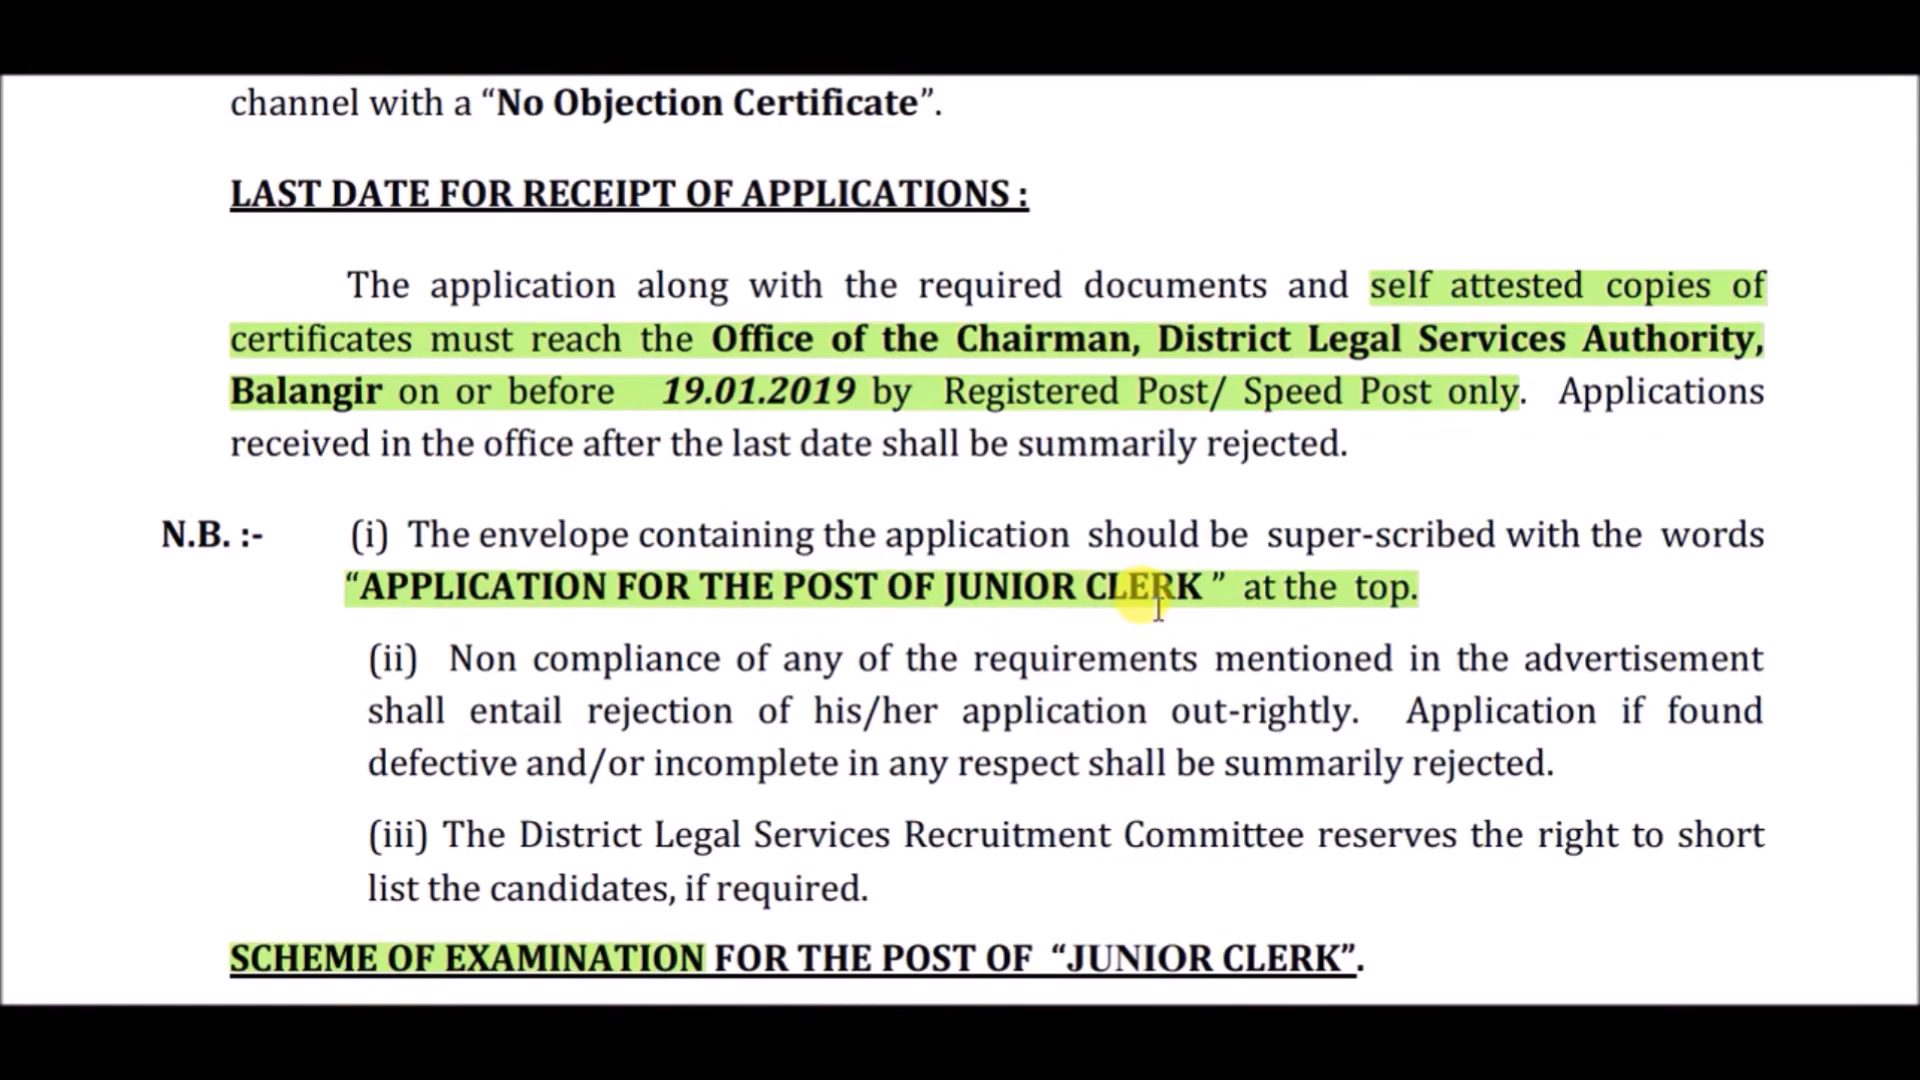 channel with a “No Objection Certificate”.
LAST DATE FOR RECEIPT OF APPLICATIONS :
The application along with the required documents and self attested copies of
certificates must reach the Office of the Chairman, District Legal Services Authority,
Balangir on or before 19.01.2019 by Registered Post/ Speed Post only. Applications
received in the office after the last date shall be summarily rejected.
N.B. :- (i) The envelope containing the application should be super-scribed with the words
“APPLICATION FOR THE POST OF JUNIOR CLERK ” at the top.
(ii) Non compliance of any of the requirements mentioned in the advertisement
shall entail rejection of his/her application out-rightly. Application if found
defective and/or incomplete in any respect shall be summarily rejected.
(iii) The District Legal Services Recruitment Committee reserves the right to short
list the candidates, if required.
SCHEME OF EXAMINATION FOR THE POST OF “JUNIOR CLERK”.